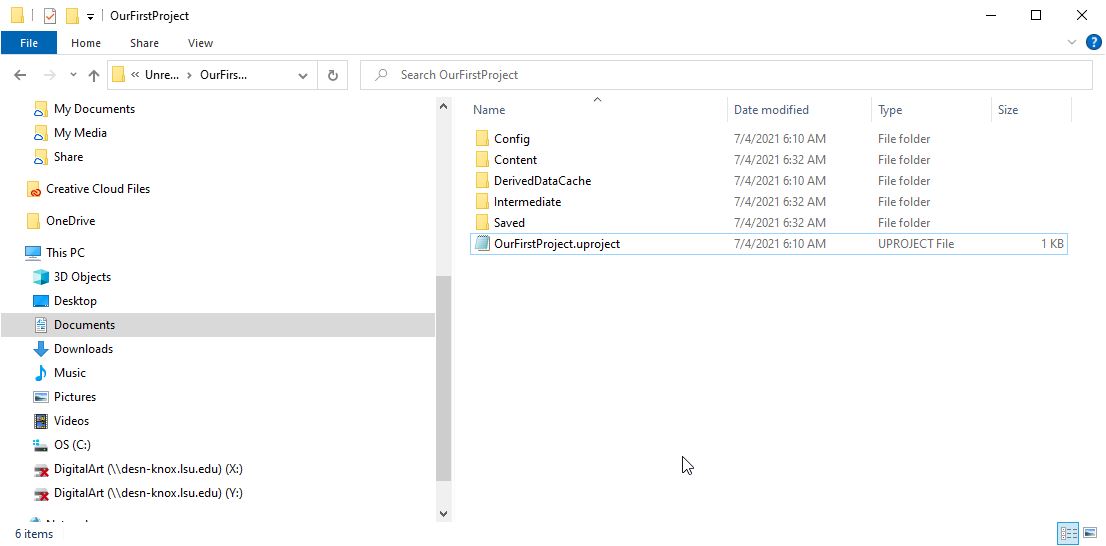 OurFirstProject
File Home Share View
Unre... OurFirs... Search OurFirstProject
My Documents
My Media
Share
Creative Cloud Files
OneDrive
This PC
3D Objects
Desktop
Documents
Downloads
Music
Pictures
Videos
OS (C:)
DigitalArt (\\desn-knox.lsu.edu) (X:)
DigitalArt (\\desn-knox.lsu.edu) (Y:)
Name Date modified Type Size
Config 7/4/2021 6:10 AM File folder
Content 7/4/2021 6:32 AM File folder
DerivedDataCache 7/4/2021 6:10 AM File folder
Intermediate 7/4/2021 6:32 AM File folder
Saved 7/4/2021 6:32 AM File folder
OurFirstProject.uproject 7/4/2021 6:10 AM UPROJECT File 1 KB
6 items